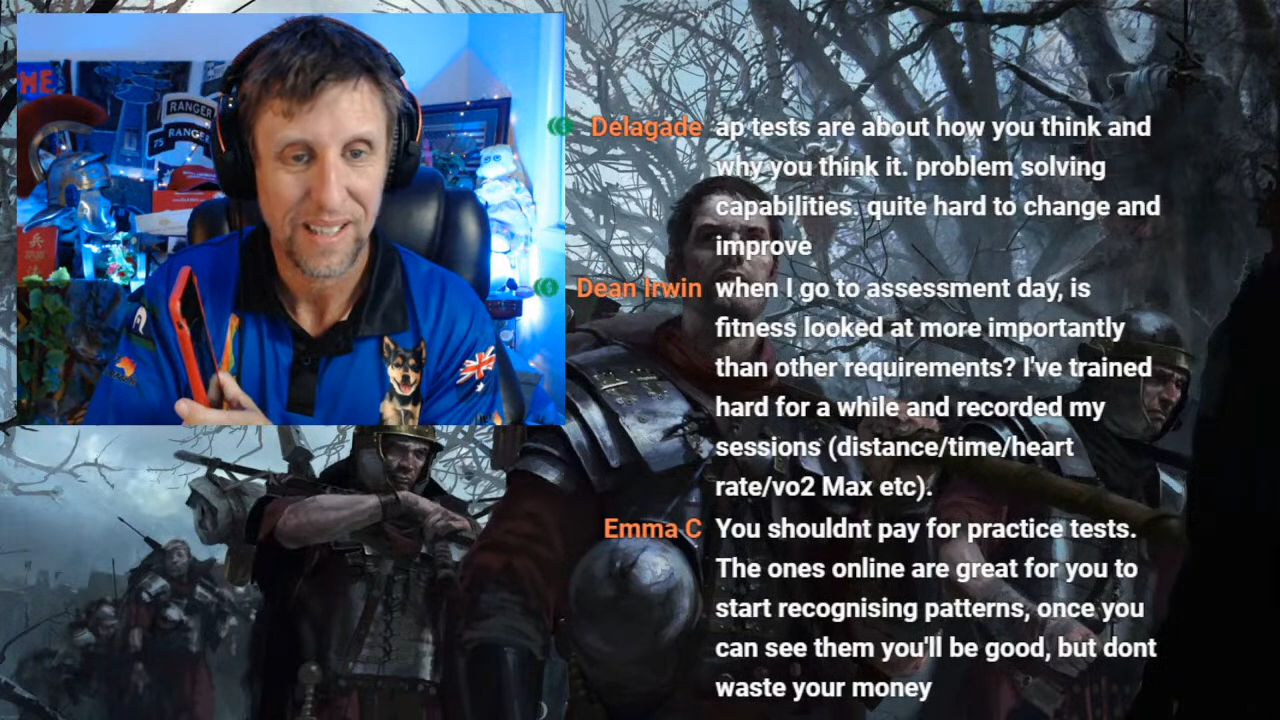 ME
RANGER
RANGER
75
Delagade ap tests are about how you think and
why you think it. problem solving
capabilities. quite hard to change and
improve
Dean Irwin when I go to assessment day, is
fitness looked at more importantly
than other requirements? I've trained
hard for a while and recorded my
sessions (distance/time/heart
rate/vo2 Max etc).
Emma C You shouldnt pay for practice tests.
The ones online are great for you to
start recognising patterns, once you
can see them you'll be good, but dont
waste your money